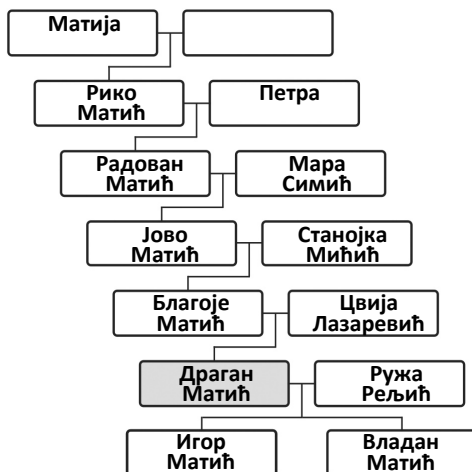 Матија
Рико
Матић
Петра
Радован
Матић
Мара
Симић
Јово
Матић
Станојка
Мићић
Благоје
Матић
Цвија
Лазаревић
Драган
Матић
Ружа
Рељић
Игор
Матић
Владан
Матић